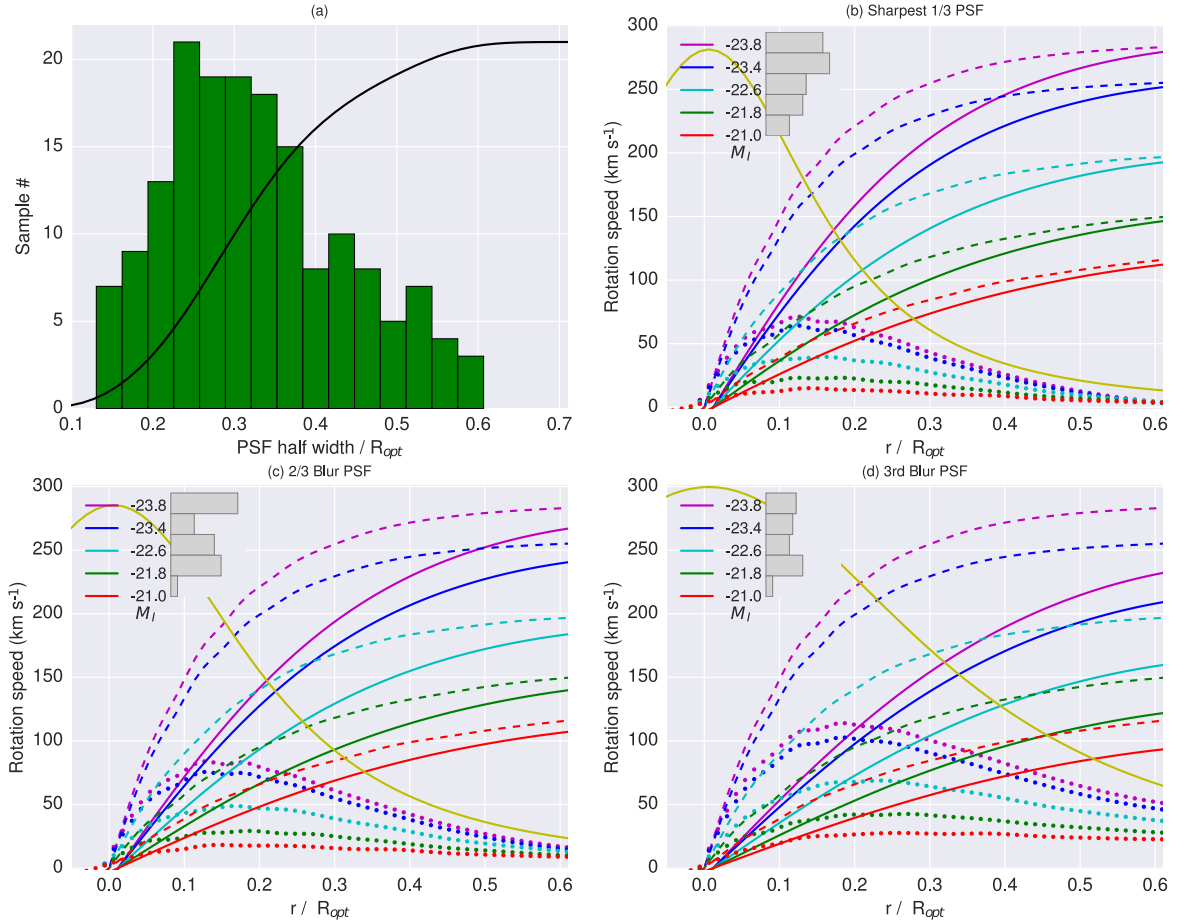 (a)
20
15
10
5
0
Sample #
0.1 0.2 0.3 0.4 0.5 0.6 0.7
PSF half width / R_opt
(b) Sharpest 1/3 PSF
300
250
200
150
100
50
0
Rotation speed (km s⁻¹)
-23.8
-23.4
-22.6
-21.8
-21.0
M_I
0.0 0.1 0.2 0.3 0.4 0.5 0.6
r / R_opt
(c) 2/3 Blur PSF
300
250
200
150
100
50
0
Rotation speed (km s⁻¹)
-23.8
-23.4
-22.6
-21.8
-21.0
M_I
0.0 0.1 0.2 0.3 0.4 0.5 0.6
r / R_opt
(d) 3rd Blur PSF
300
250
200
150
100
50
0
Rotation speed (km s⁻¹)
-23.8
-23.4
-22.6
-21.8
-21.0
M_I
0.0 0.1 0.2 0.3 0.4 0.5 0.6
r / R_opt